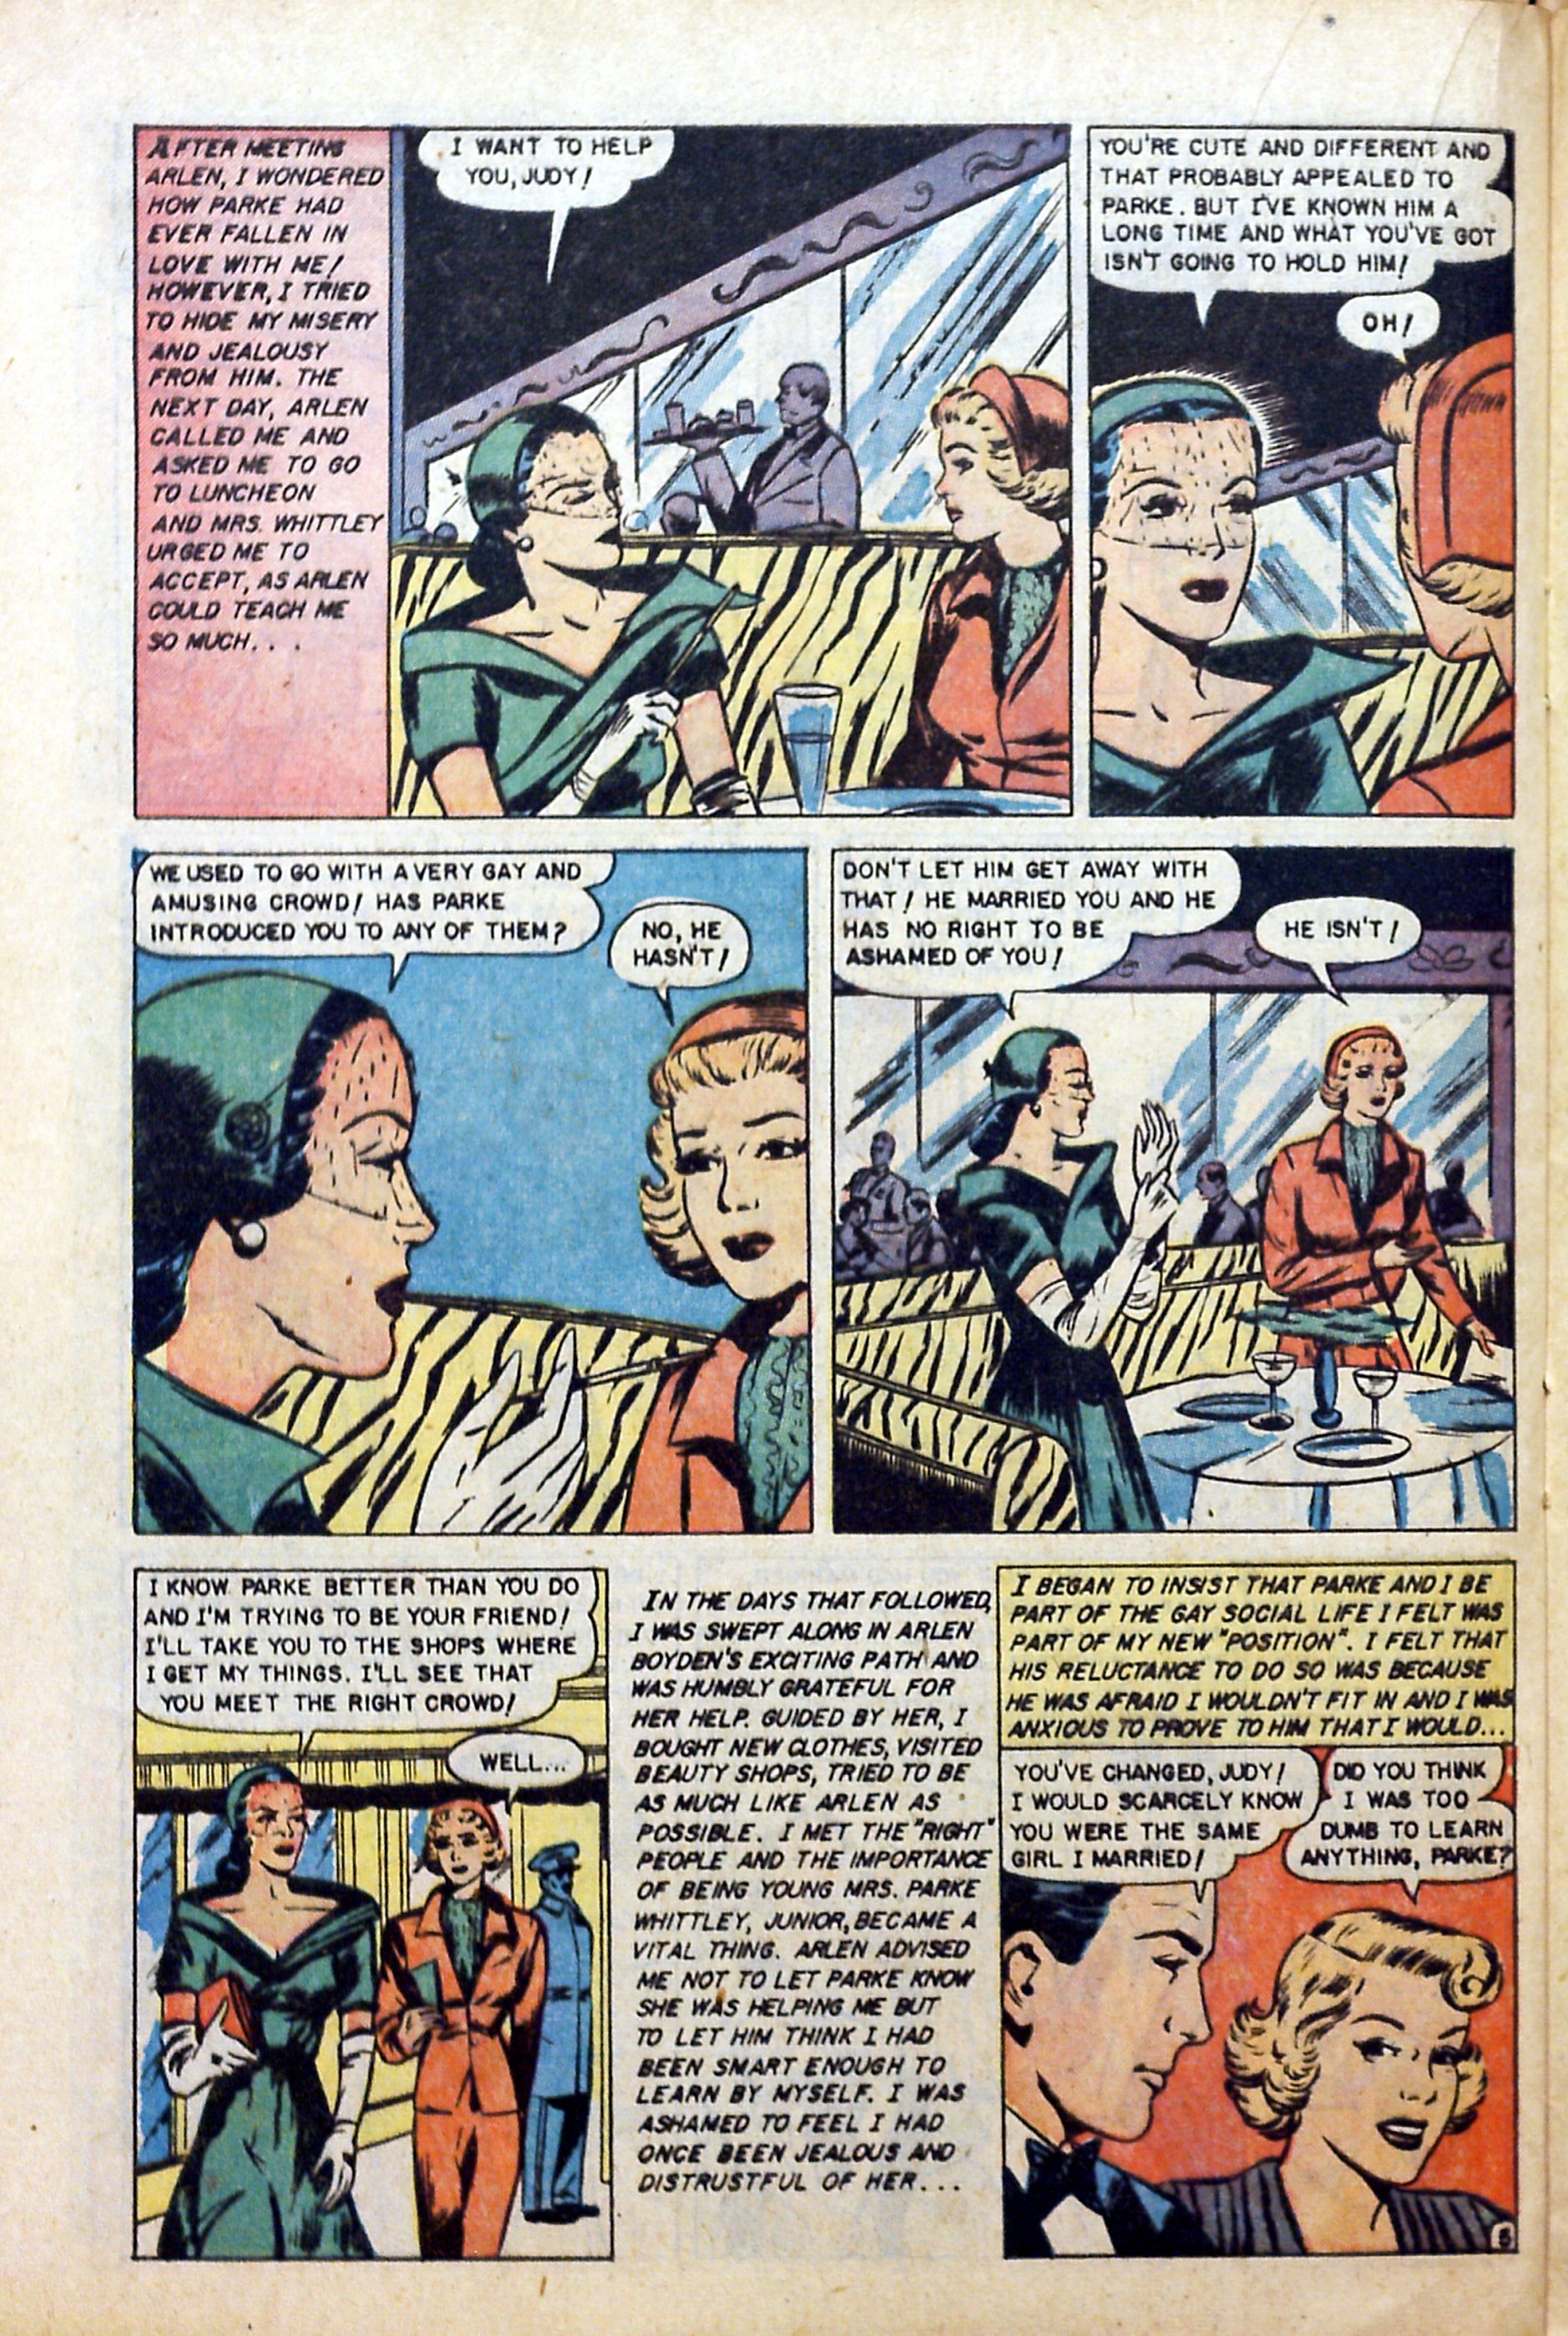 AFTER MEETING
ARLEN, I WONDERED
HOW PARKE HAD
EVER FALLEN IN
LOVE WITH ME!
HOWEVER, I TRIED
TO HIDE MY MISERY
AND JEALOUSY
FROM HIM. THE
NEXT DAY, ARLEN
CALLED ME AND
ASKED ME TO GO
TO LUNCHEON
AND MRS. WHITTLEY
URGED ME TO
ACCEPT, AS ARLEN
COULD TEACH ME
SO MUCH...
I WANT TO HELP
YOU, JUDY!
YOU'RE CUTE AND DIFFERENT AND
THAT PROBABLY APPEALED TO
PARKE. BUT I'VE KNOWN HIM A
LONG TIME AND WHAT YOU'VE GOT
ISN'T GOING TO HOLD HIM!
OH!
WE USED TO GO WITH A VERY GAY AND
AMUSING CROWD! HAS PARKE
INTRODUCED YOU TO ANY OF THEM?
NO, HE
HASN'T!
DON'T LET HIM GET AWAY WITH
THAT! HE MARRIED YOU AND HE
HAS NO RIGHT TO BE
ASHAMED OF YOU!
HE ISN'T!
I KNOW PARKE BETTER THAN YOU DO
AND I'M TRYING TO BE YOUR FRIEND!
I'LL TAKE YOU TO THE SHOPS WHERE
I GET MY THINGS. I'LL SEE THAT
YOU MEET THE RIGHT CROWD!
WELL...
IN THE DAYS THAT FOLLOWED,
I WAS SWEPT ALONG IN ARLEN
BOYDEN'S EXCITING PATH AND
WAS HUMBLY GRATEFUL FOR
HER HELP. GUIDED BY HER, I
BOUGHT NEW CLOTHES, VISITED
BEAUTY SHOPS, TRIED TO BE
AS MUCH LIKE ARLEN AS
POSSIBLE. I MET THE "RIGHT"
PEOPLE AND THE IMPORTANCE
OF BEING YOUNG MRS. PARKE
WHITTLEY, JUNIOR, BECAME A
VITAL THING. ARLEN ADVISED
ME NOT TO LET PARKE KNOW
SHE WAS HELPING ME BUT
TO LET HIM THINK I HAD
BEEN SMART ENOUGH TO
LEARN BY MYSELF. I WAS
ASHAMED TO FEEL I HAD
ONCE BEEN JEALOUS AND
DISTRUSTFUL OF HER...
I BEGAN TO INSIST THAT PARKE AND I BE
PART OF THE GAY SOCIAL LIFE I FELT WAS
PART OF MY NEW "POSITION". I FELT THAT
HIS RELUCTANCE TO DO SO WAS BECAUSE
HE WAS AFRAID I WOULDN'T FIT IN AND I WAS
ANXIOUS TO PROVE TO HIM THAT I WOULD...
YOU'VE CHANGED, JUDY!
I WOULD SCARCELY KNOW
YOU WERE THE SAME
GIRL I MARRIED!
DID YOU THINK
I WAS TOO
DUMB TO LEARN
ANYTHING, PARKE?
5